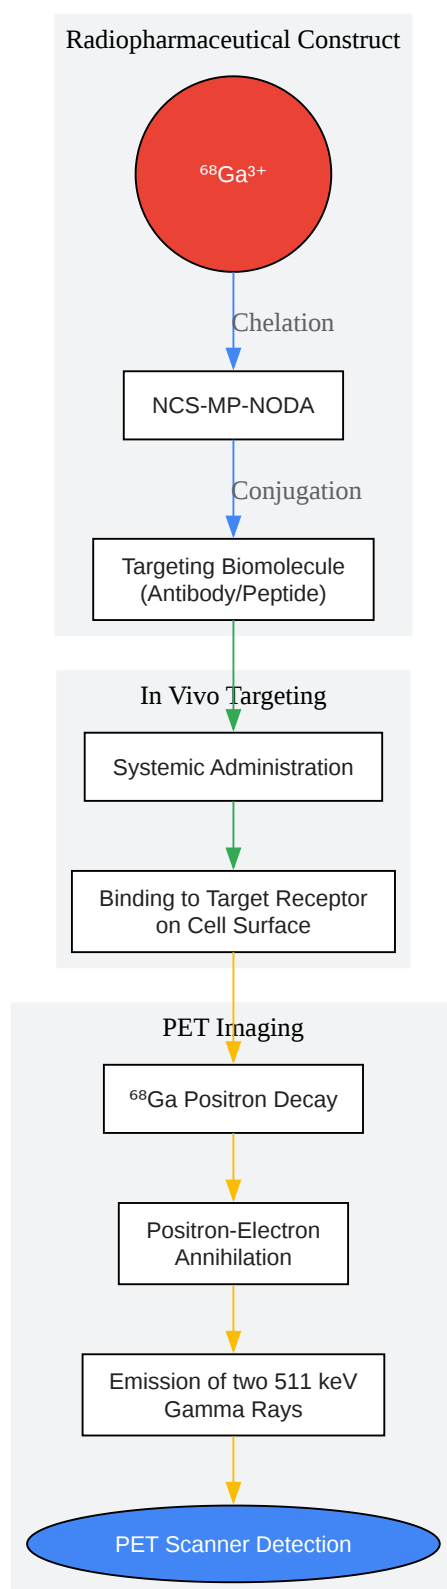 Radiopharmaceutical Construct
⁶⁸Ga³⁺
Chelation
NCS-MP-NODA
Conjugation
Targeting Biomolecule
(Antibody/Peptide)
In Vivo Targeting
Systemic Administration
Binding to Target Receptor
on Cell Surface
PET Imaging
⁶⁸Ga Positron Decay
Positron-Electron
Annihilation
Emission of two 511 keV
Gamma Rays
PET Scanner Detection